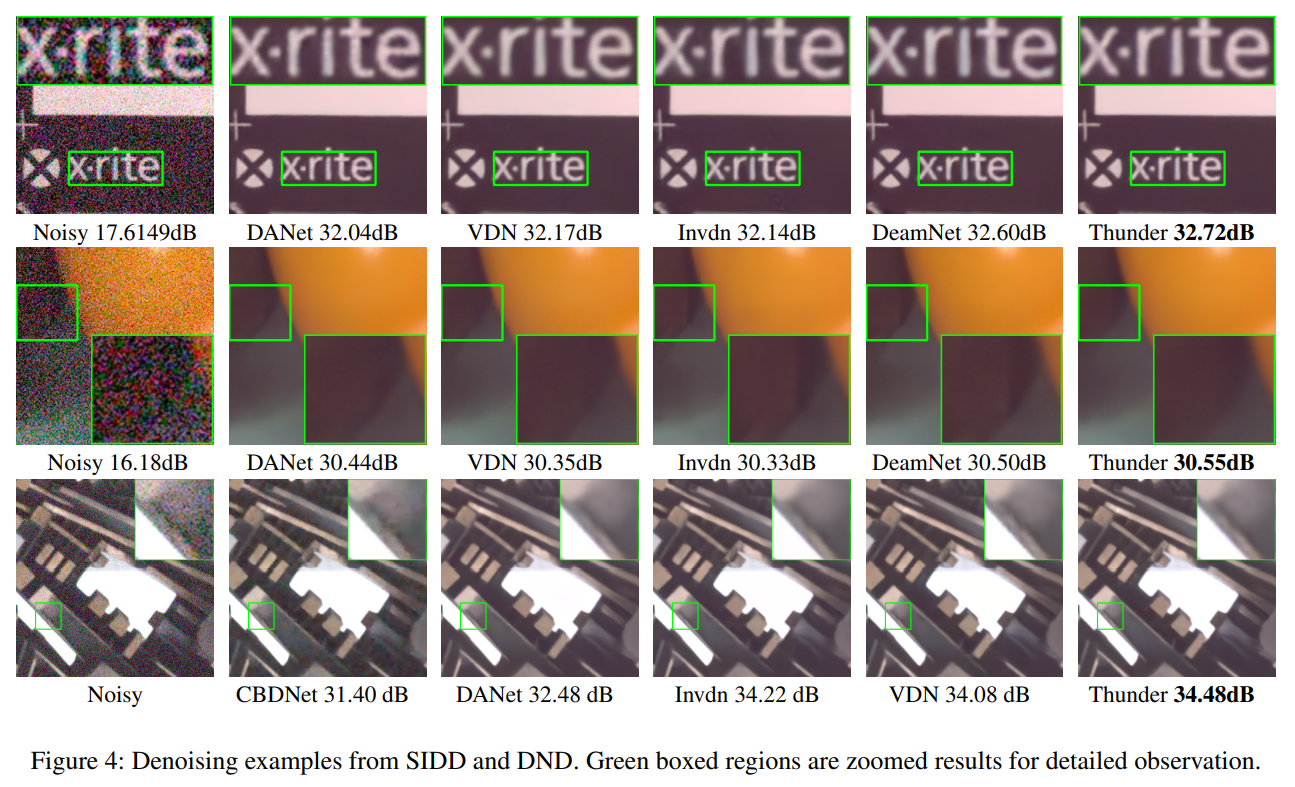 x·rite x·rite x·rite x·rite x·rite x·rite
x·rite x·rite x·rite x·rite x·rite x·rite
Noisy 17.6149dB DANet 32.04dB VDN 32.17dB Invdn 32.14dB DeamNet 32.60dB Thunder 32.72dB
Noisy 16.18dB DANet 30.44dB VDN 30.35dB Invdn 30.33dB DeamNet 30.50dB Thunder 30.55dB
Noisy CBDNet 31.40 dB DANet 32.48 dB Invdn 34.22 dB VDN 34.08 dB Thunder 34.48dB
Figure 4: Denoising examples from SIDD and DND. Green boxed regions are zoomed results for detailed observation.